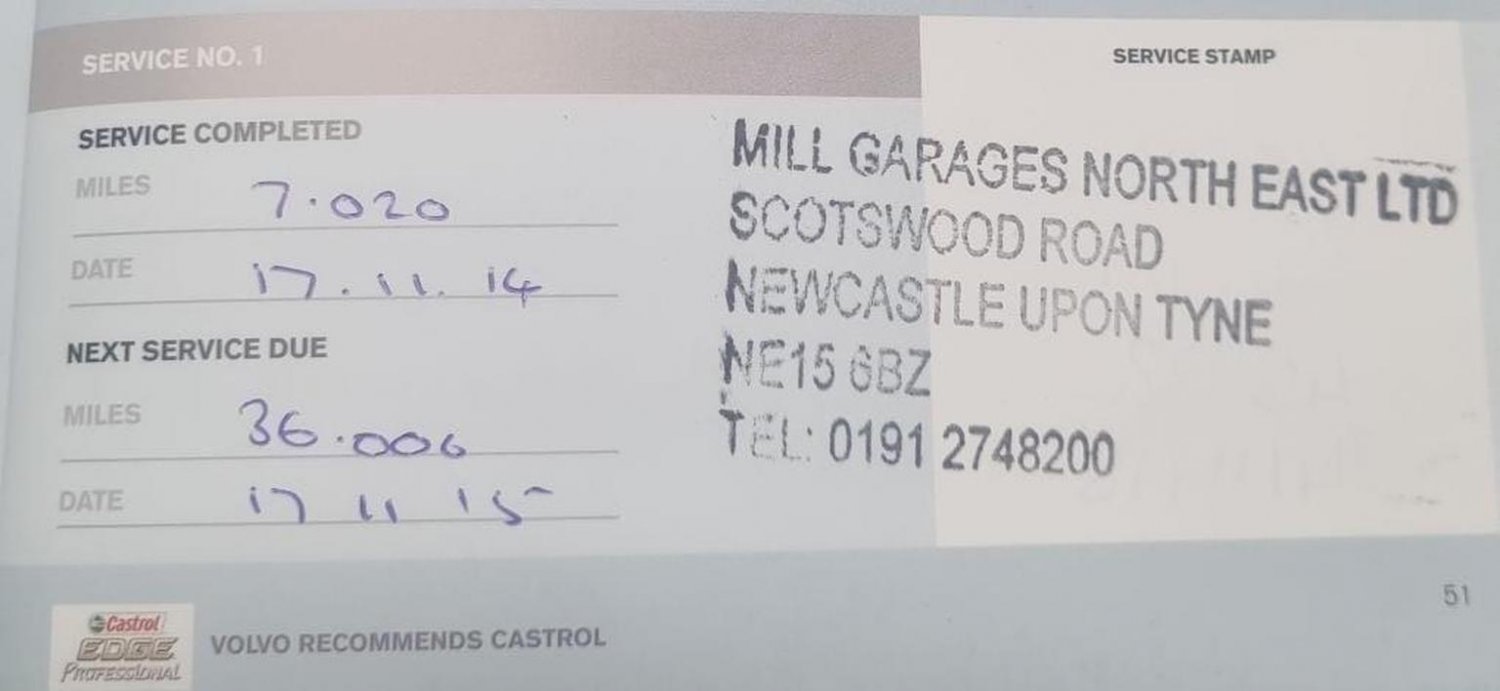 SERVICE NO. 1
SERVICE STAMP
SERVICE COMPLETED
MILES 7.020
DATE 17.11.14
NEXT SERVICE DUE
MILES 36.006
DATE 17 11 15
MILL GARAGES NORTH EAST LTD
SCOTSWOOD ROAD
NEWCASTLE UPON TYNE
NE15 6BZ
TEL: 0191 2748200
51
Castrol
EDGE
PROFESSIONAL
VOLVO RECOMMENDS CASTROL